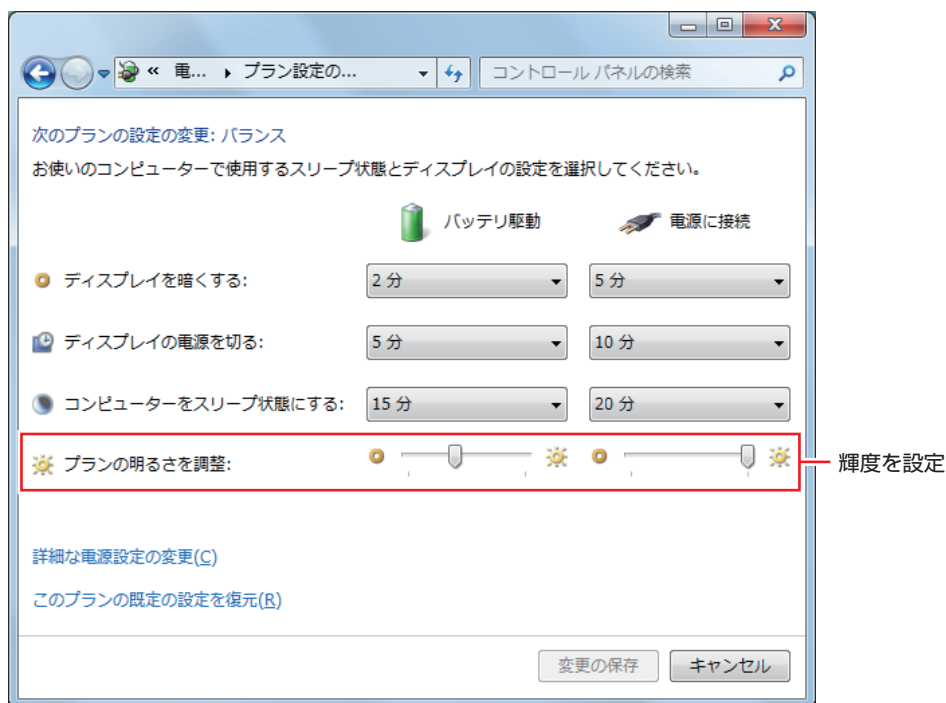 « 電... ▸ プラン設定の...
コントロール パネルの検索
次のプランの設定の変更: バランス
お使いのコンピューターで使用するスリープ状態とディスプレイの設定を選択してください。
バッテリ駆動 電源に接続
ディスプレイを暗くする: 2 分 5 分
ディスプレイの電源を切る: 5 分 10 分
コンピューターをスリープ状態にする: 15 分 20 分
プランの明るさを調整:
輝度を設定
詳細な電源設定の変更(C)
このプランの既定の設定を復元(R)
変更の保存 キャンセル